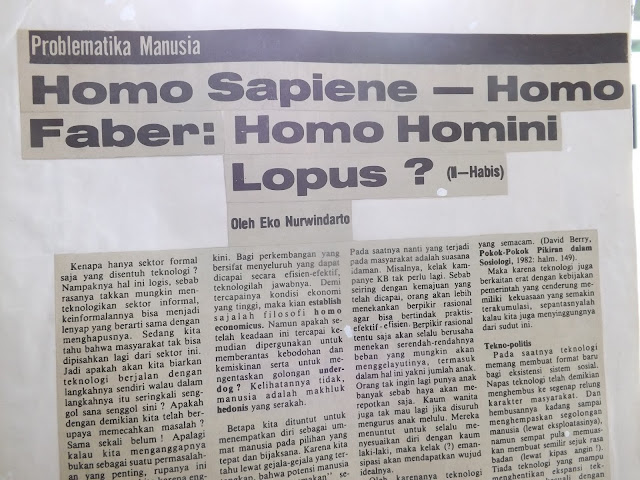 Problematika Manusia
Homo Sapiene — Homo
Faber: Homo Homini
Lopus ? (II—Habis)
Oleh Eko Nurwindarto
Kenapa hanya sektor formal
saja yang disentuh teknologi ?
Nampaknya hal ini logis, sebab
rasanya takkan mungkin men-
teknologikan sektor informal,
keinformalannya bisa menjadi
lenyap yang berarti sama dengan
menghapusnya. Sedang kita
tahu bahwa masyarakat tak bisa
dipisahkan lagi dari sektor ini.
Jadi apakah akan kita biarkan
teknologi berjalan dengan
langkahnya sendiri walau dalam
langkahnya itu seringkali seng-
gol sana senggol sini ? Apakah
dengan demikian kita telah ber-
upaya memecahkan masalah ?
Sama sekali belum ! Apalagi
kalau kita menganggapnya
bukan sebagai suatu permasalah-
an yang penting, rupanya ini
kini. Bagi perkembangan yang
bersifat menyeluruh yang dapat
dicapai secara efisien-efektif,
teknologilah jawabnya. Demi
tercapainya kondisi ekonomi
yang tinggi, maka kian establish
sajalah filosofi homo
economicus. Namun apakah se-
telah keadaan ini tercapai ke-
mudian dipergunakan untuk
memberantas kebodohan dan
kemiskinan serta untuk me-
ngentaskan golongan under-
dog ? Kelihatannya tidak,
manusia adalah makhluk
hedonis yang serakah.
Betapa kita dituntut untuk
menempatkan diri sebagai um-
mat manusia pada pilihan yang
tepat dan bijaksana. Karena kita
tahu lewat gejala-gejala yang ter-
bentang, bahwa potensi manusia
Pada saatnya nanti yang terjadi
pada masyarakat adalah suasana
idaman. Misalnya, kelak kam-
panye KB tak perlu lagi. Sebab
seiring dengan kemajuan yang
telah dicapai, orang akan lebih
menekankan berpikir rasional
agar bisa bertindak praktis-
efektif-efisien. Berpikir rasional
tentu saja akan selalu berusaha
menekan serendah-rendahnya
beban yang mungkin akan
menggelayutinya, termasuk
dalam hal ini yakni jumlah anak.
Orang tak ingin lagi punya anak
banyak sebab haya akan me-
repotkan saja. Kaum wanita
juga tak mau lagi jika disuruh
mengurus anak melulu. Mereka
menuntut untuk selalu me-
nyesuaikan diri dengan kaum
laki-laki, maka kelak (?) eman-
sipasi akan mendapatkan wujud
idealnya.
Oleh karenanya teknologi
yang semacam. (David Berry,
Pokok-Pokok Pikiran dalam
Sosiologi, 1982: halm. 149).
Maka karena teknologi juga
berkaitan erat dengan kebijakan
pemerintah yang cenderung me-
miliki kekuasaan yang semakin
terakumulasi, sepantasnyalah
kalau kita juga menyinggungnya
dari sudut ini.
Tekno-politis
Pada saatnya teknologi
memang membuat format baru
bagi eksistensi sistem sosial.
Napas teknologi telah demikian
menghembus ke segenap relung
dan karakter masyarakat. Dan
hembusannya kadang sampai
menghempaskan segolongan
manusia (lewat eksploatasinya),
namun sempat pula memuas-
kan membuat semilir sejuk rasa
badan (lewat kipas angin !).
Tiada teknologi yang mampu
menghentikan ekspansi tek-